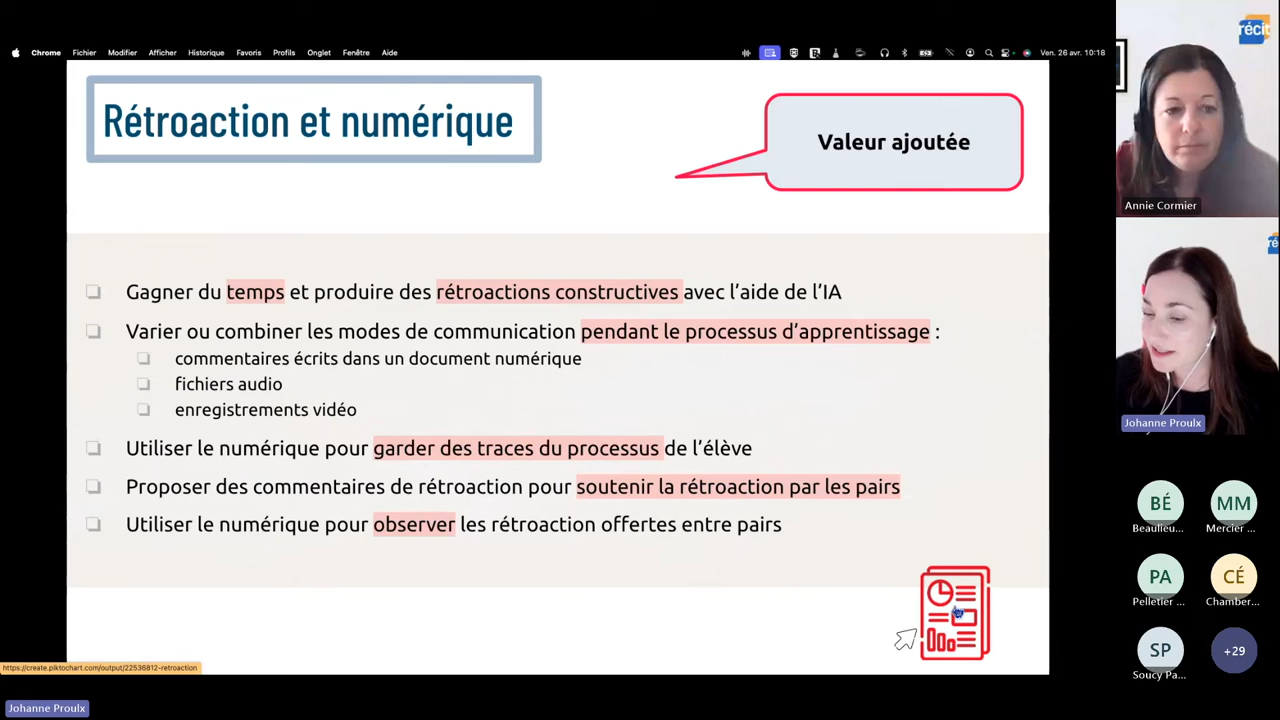 Chrome Fichier Modifier Afficher Historique Favoris Profils Onglet Fenêtre Aide
Ven. 26 avr. 10:18
récit
Rétroaction et numérique
Valeur ajoutée
Annie Cormier
Gagner du temps et produire des rétroactions constructives avec l’aide de l’IA
Varier ou combiner les modes de communication pendant le processus d’apprentissage :
commentaires écrits dans un document numérique
fichiers audio
enregistrements vidéo
Johanne Proulx
Utiliser le numérique pour garder des traces du processus de l’élève
Proposer des commentaires de rétroaction pour soutenir la rétroaction par les pairs
Utiliser le numérique pour observer les rétroaction offertes entre pairs
BÉ
MM
Beaulieu...
Mercier ...
PA
CÉ
Pelletier ...
Chamber...
SP
+29
Soucy Pa...
https://create.piktochart.com/output/22536812-retroaction
Johanne Proulx